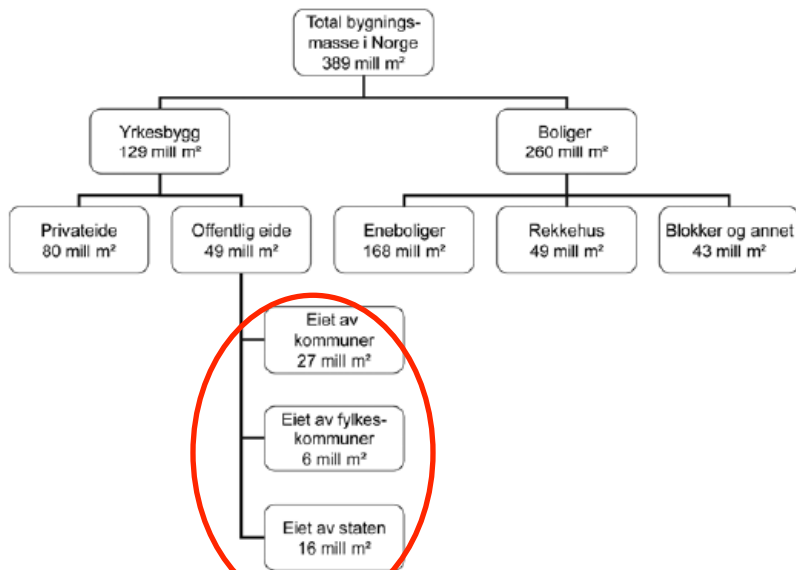 Total bygnings-
masse i Norge
389 mill m²
Yrkesbygg
129 mill m²
Boliger
260 mill m²
Privateide
80 mill m²
Offentlig eide
49 mill m²
Eneboliger
168 mill m²
Rekkehus
49 mill m²
Blokker og annet
43 mill m²
Eiet av
kommuner
27 mill m²
Eiet av fylkes-
kommuner
6 mill m²
Eiet av staten
16 mill m²